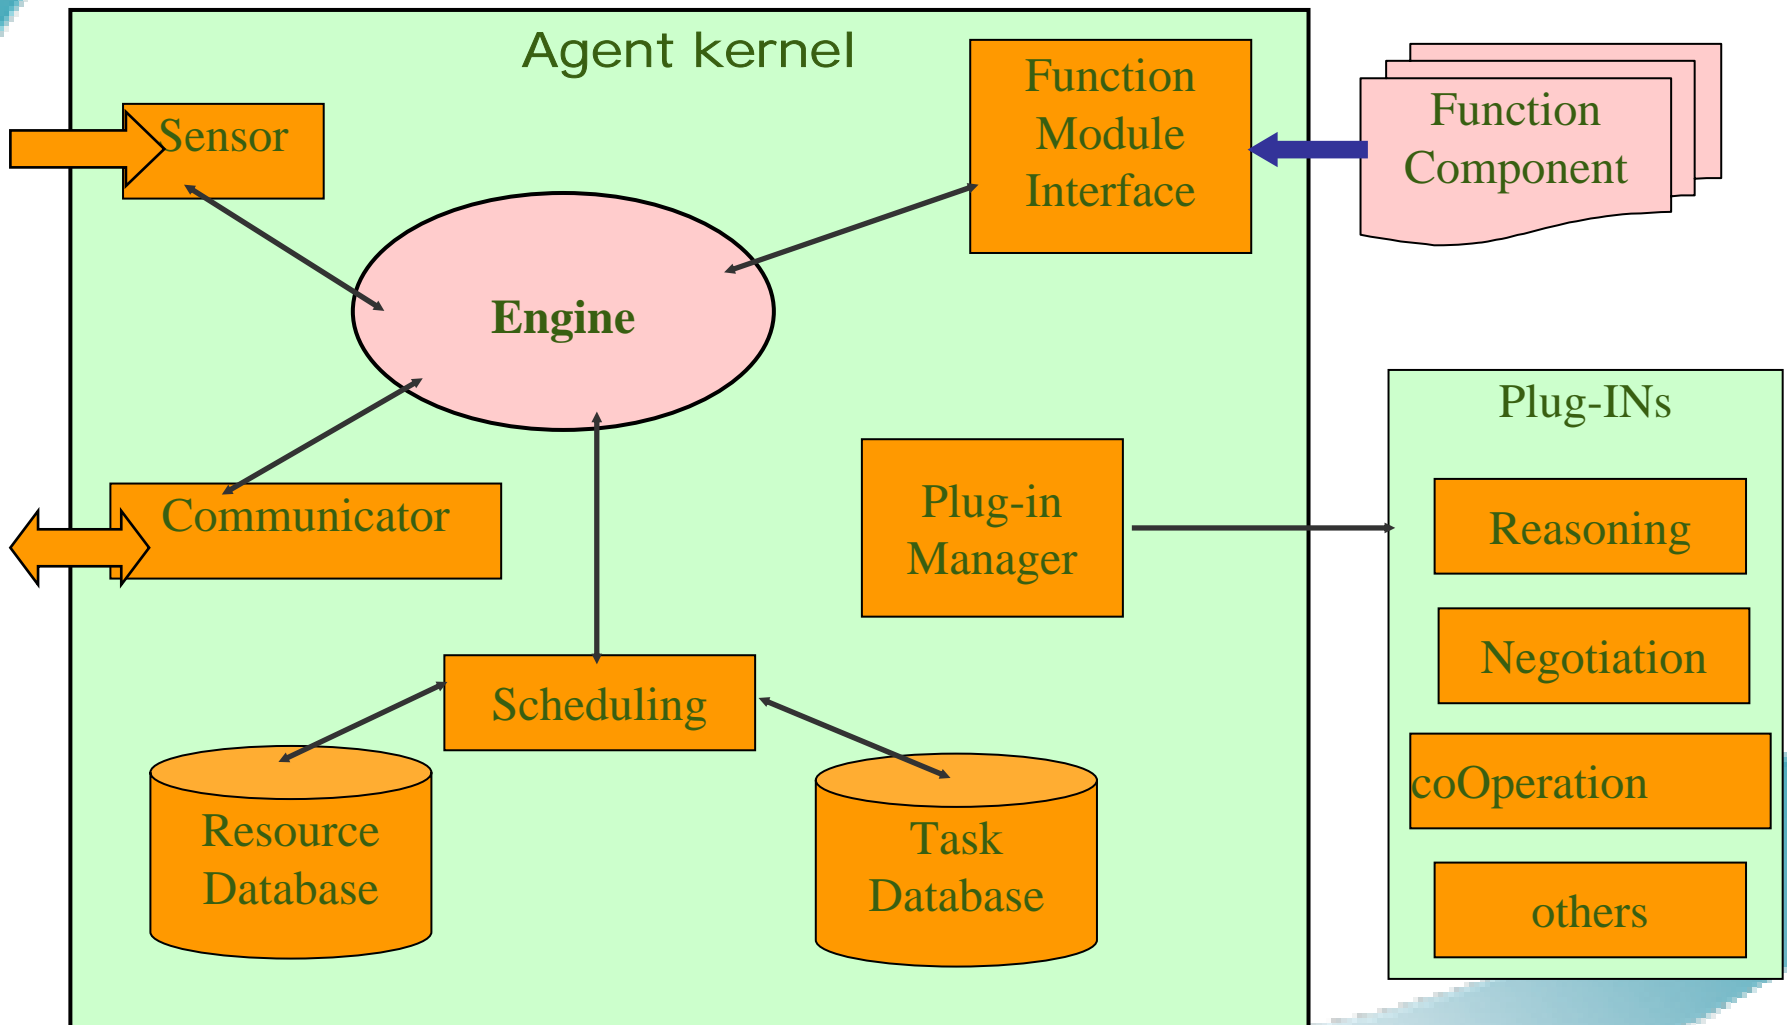 Agent kernel
Sensor
Function
Module
Interface
Function
Component
Engine
Plug-INs
Communicator
Plug-in
Manager
Reasoning
Negotiation
Scheduling
coOperation
Resource
Database
Task
Database
others